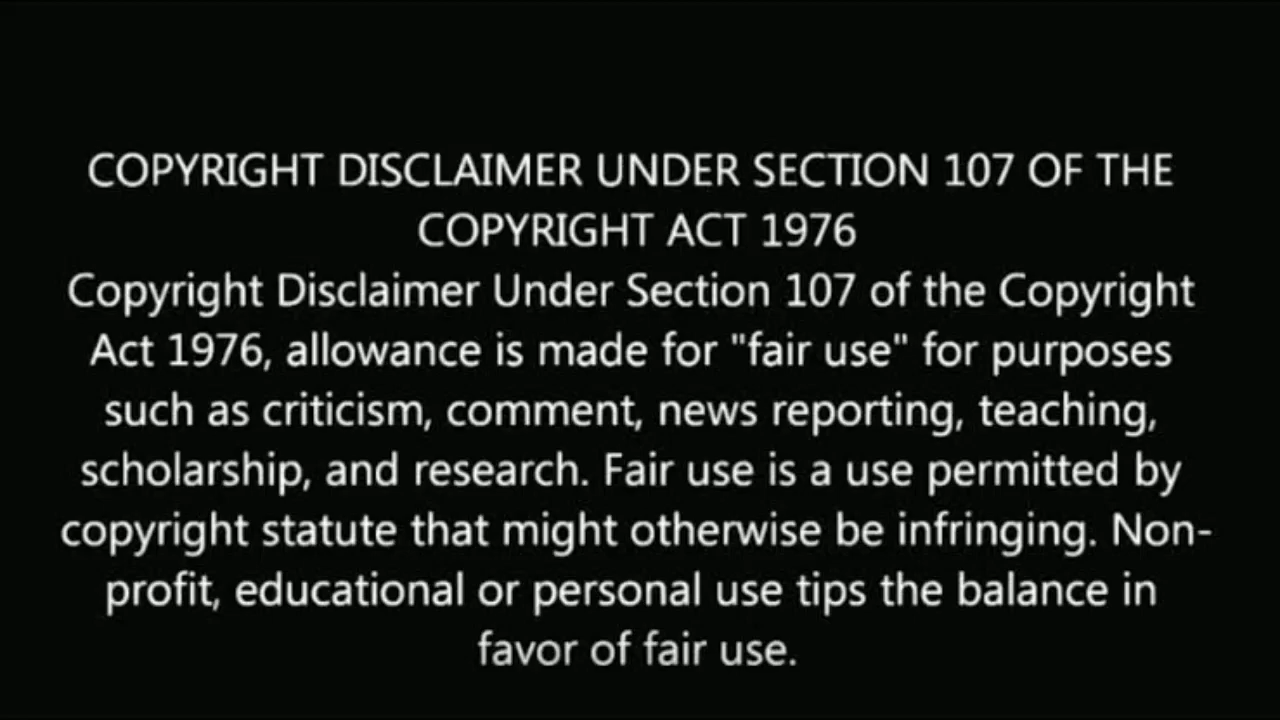 COPYRIGHT DISCLAIMER UNDER SECTION 107 OF THE
COPYRIGHT ACT 1976
Copyright Disclaimer Under Section 107 of the Copyright
Act 1976, allowance is made for "fair use" for purposes
such as criticism, comment, news reporting, teaching,
scholarship, and research. Fair use is a use permitted by
copyright statute that might otherwise be infringing. Non-
profit, educational or personal use tips the balance in
favor of fair use.